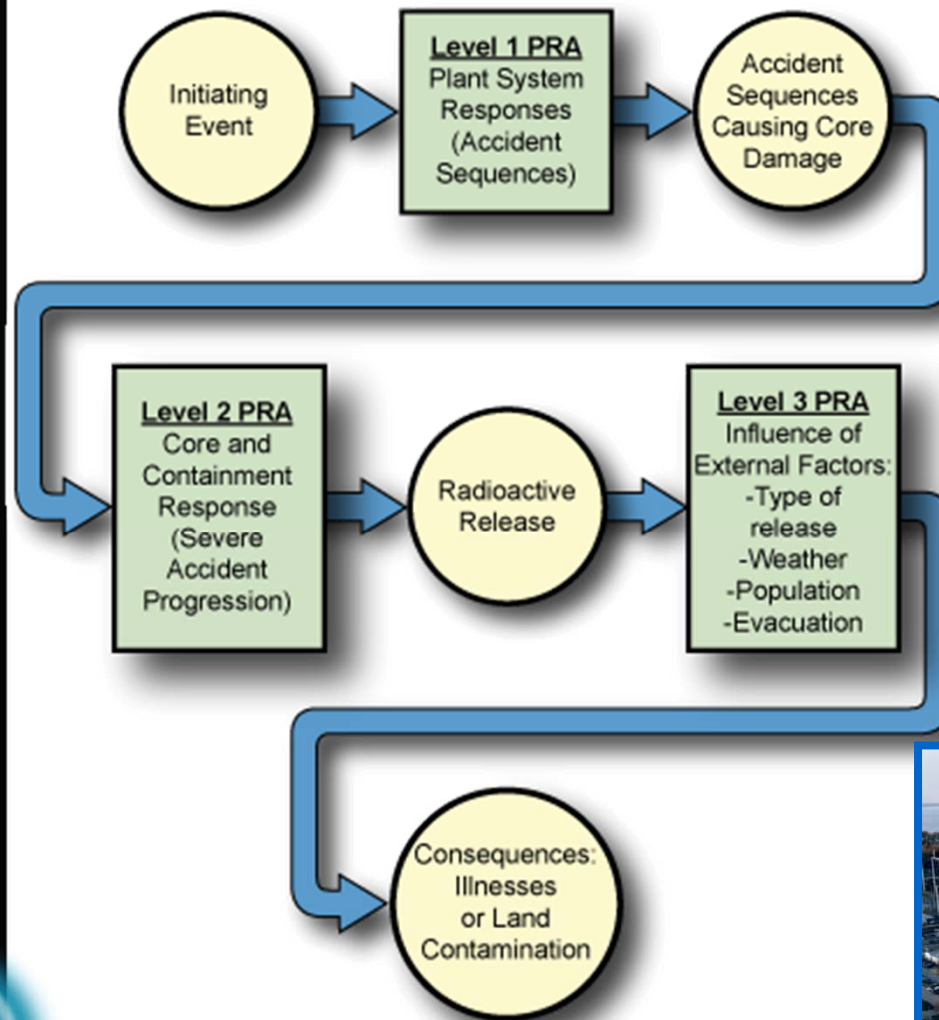 Initiating
Event
Level 1 PRA
Plant System
Responses
(Accident
Sequences)
Accident
Sequences
Causing Core
Damage
Level 2 PRA
Core and
Containment
Response
(Severe
Accident
Progression)
Radioactive
Release
Level 3 PRA
Influence of
External Factors:
-Type of
release
-Weather
-Population
-Evacuation
Consequences:
Illnesses
or Land
Contamination